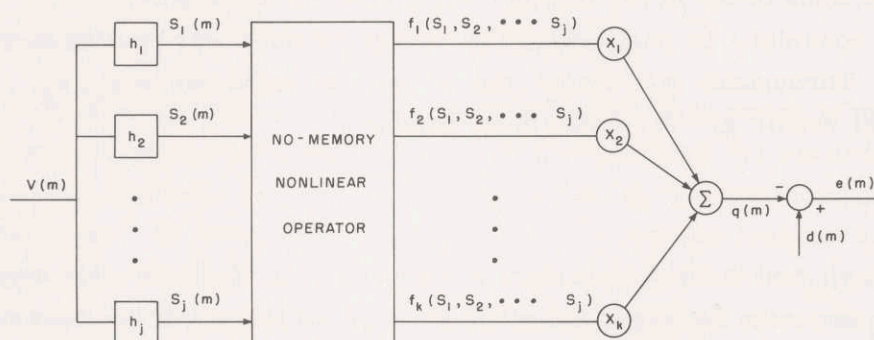 S₁(m) f₁(S₁, S₂, ••• Sⱼ)
h₁ X₁
S₂(m) f₂(S₁, S₂, ••• Sⱼ)
h₂ NO-MEMORY X₂
V(m) NONLINEAR Σ q(m) − + e(m)
OPERATOR d(m)
Sⱼ(m) fₖ(S₁, S₂, ••• Sⱼ)
hⱼ Xₖ